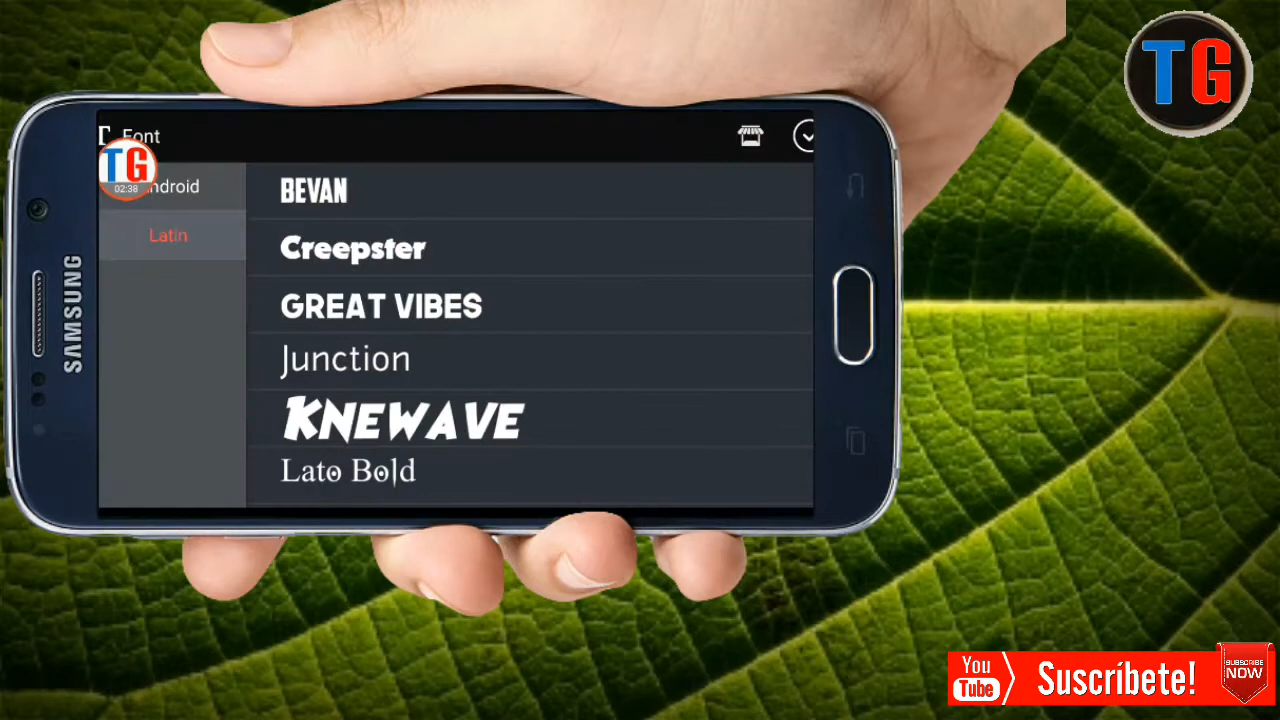 TG
Font
TG
02:38
Android
Latin
BEVAN
Creepster
GREAT VIBES
Junction
KNEWAVE
Lato Bold
SAMSUNG
You
Tube
Suscríbete!
SUBSCRIBE
NOW